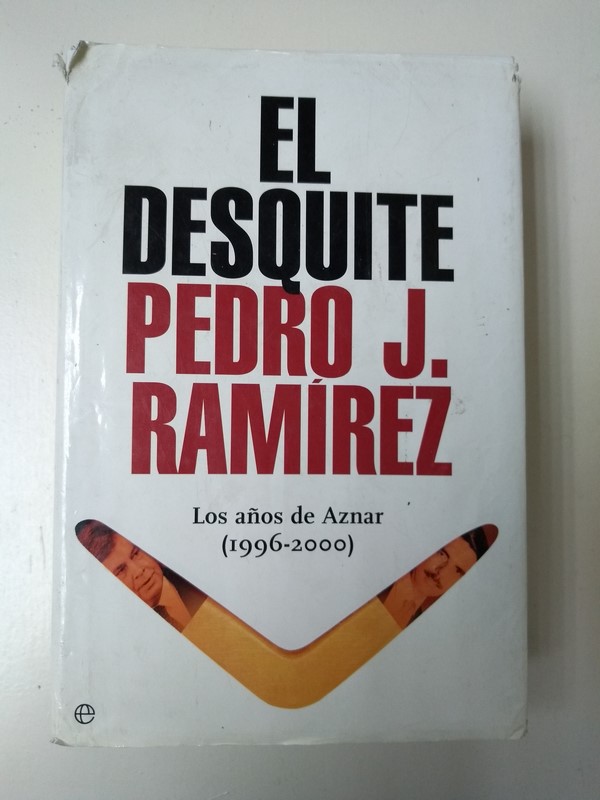 EL
DESQUITE
PEDRO J.
RAMÍREZ
Los años de Aznar
(1996-2000)
e